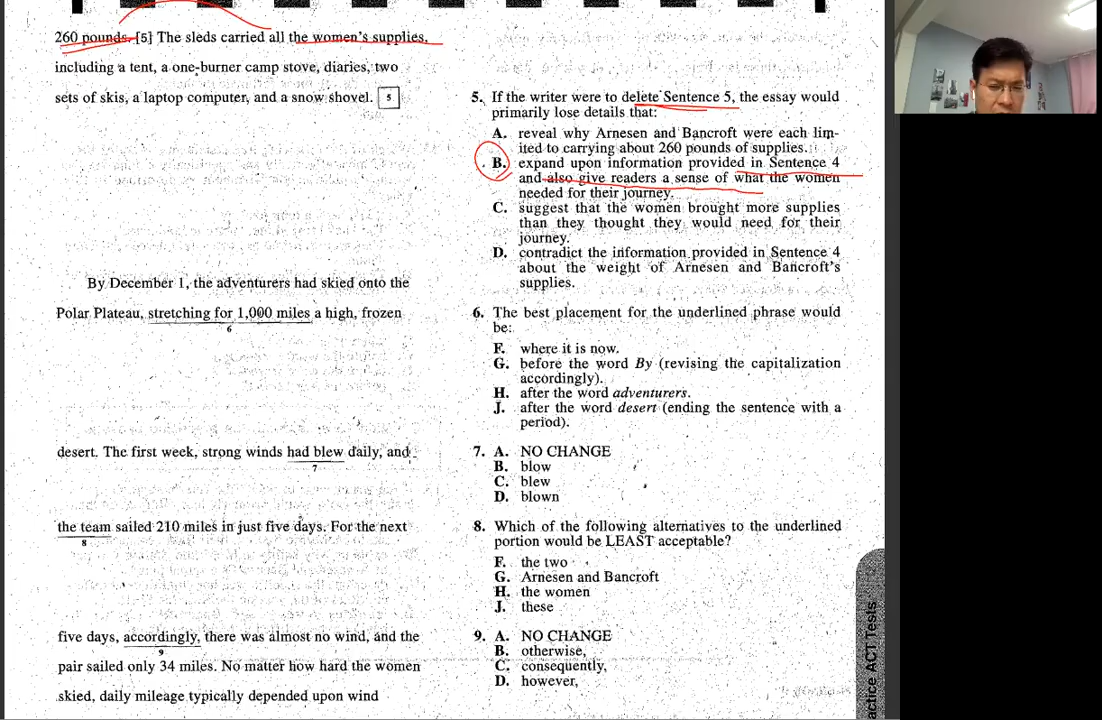 260 pounds. [5] The sleds carried all the women's supplies,
including a tent, a one-burner camp stove, diaries, two
sets of skis, a laptop computer, and a snow shovel. 5
5. If the writer were to delete Sentence 5, the essay would
primarily lose details that:
A. reveal why Arnesen and Bancroft were each lim-
ited to carrying about 260 pounds of supplies.
B. expand upon information provided in Sentence 4
and also give readers a sense of what the women
needed for their journey.
C. suggest that the women brought more supplies
than they thought they would need for their
journey.
D. contradict the information provided in Sentence 4
about the weight of Arnesen and Bancroft's
supplies.
By December 1, the adventurers had skied onto the
Polar Plateau, stretching for 1,000 miles a high, frozen
6
6. The best placement for the underlined phrase would
be:
F. where it is now.
G. before the word By (revising the capitalization
accordingly).
H. after the word adventurers.
J. after the word desert (ending the sentence with a
period).
desert. The first week, strong winds had blew daily, and
7
7. A. NO CHANGE
B. blow
C. blew
D. blown
the team sailed 210 miles in just five days. For the next
8
8. Which of the following alternatives to the underlined
portion would be LEAST acceptable?
F. the two
G. Arnesen and Bancroft
H. the women
J. these
five days, accordingly, there was almost no wind, and the
9
pair sailed only 34 miles. No matter how hard the women
skied, daily mileage typically depended upon wind
9. A. NO CHANGE
B. otherwise,
C. consequently,
D. however,
actice ACT Tests